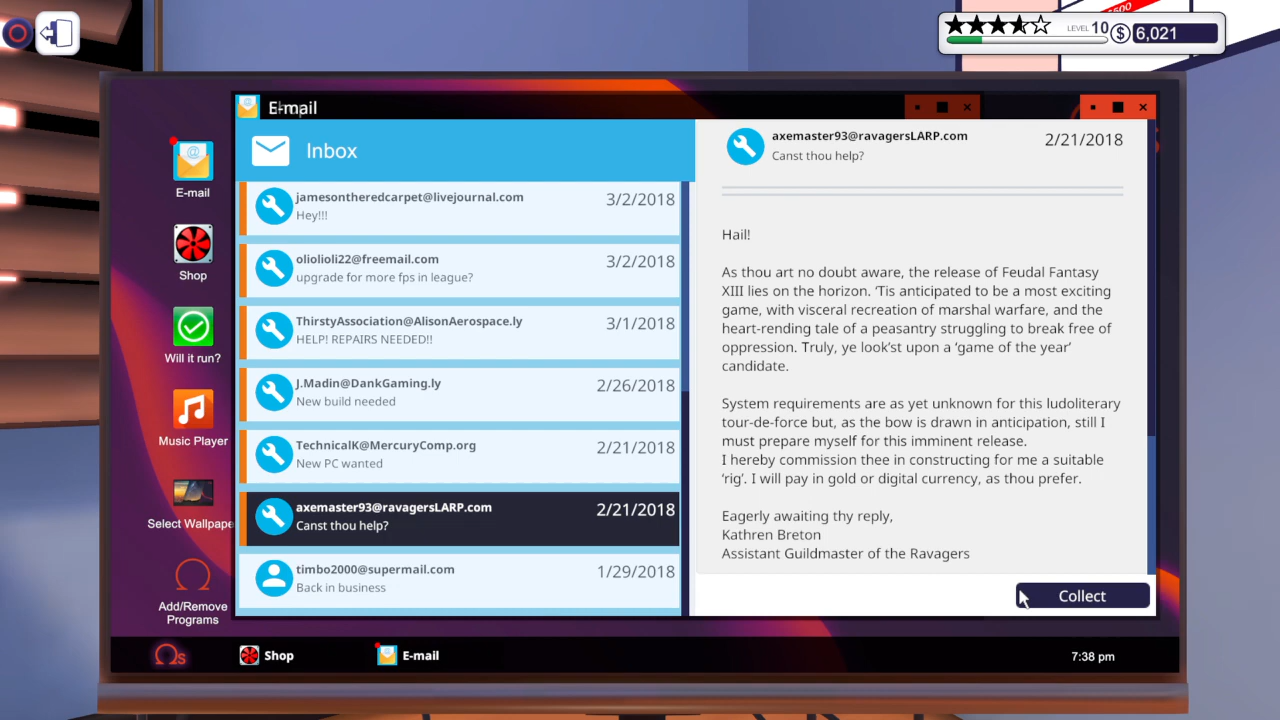 500
LEVEL 10
$ 6,021
E-mail
Inbox
jamesontheredcarpet@livejournal.com
3/2/2018
Hey!!!
oliolioli22@freemail.com
3/2/2018
upgrade for more fps in league?
ThirstyAssociation@AlisonAerospace.ly
3/1/2018
HELP! REPAIRS NEEDED!!
J.Madin@DankGaming.ly
2/26/2018
New build needed
TechnicalK@MercuryComp.org
2/21/2018
New PC wanted
axemaster93@ravagersLARP.com
2/21/2018
Canst thou help?
timbo2000@supermail.com
1/29/2018
Back in business
axemaster93@ravagersLARP.com
2/21/2018
Canst thou help?
Hail!
As thou art no doubt aware, the release of Feudal Fantasy
XIII lies on the horizon. ‘Tis anticipated to be a most exciting
game, with visceral recreation of marshal warfare, and the
heart-rending tale of a peasantry struggling to break free of
oppression. Truly, ye look’st upon a ‘game of the year’
candidate.
System requirements are as yet unknown for this ludoliterary
tour-de-force but, as the bow is drawn in anticipation, still I
must prepare myself for this imminent release.
I hereby commission thee in constructing for me a suitable
‘rig’. I will pay in gold or digital currency, as thou prefer.
Eagerly awaiting thy reply,
Kathren Breton
Assistant Guildmaster of the Ravagers
Collect
E-mail
Shop
Will it run?
Music Player
Select Wallpape
Add/Remove
Programs
Ωs
Shop
E-mail
7:38 pm